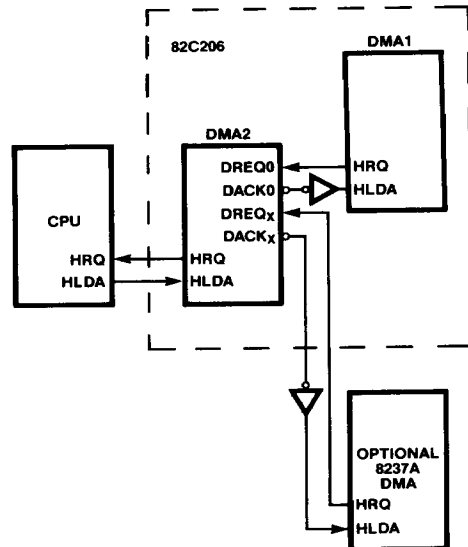 82C206
DMA1
DMA2
CPU
HRQ
HLDA
HRQ
HLDA
DREQ0
DACK0
DREQX
DACKX
HRQ
HLDA
OPTIONAL
8237A
DMA
HRQ
HLDA